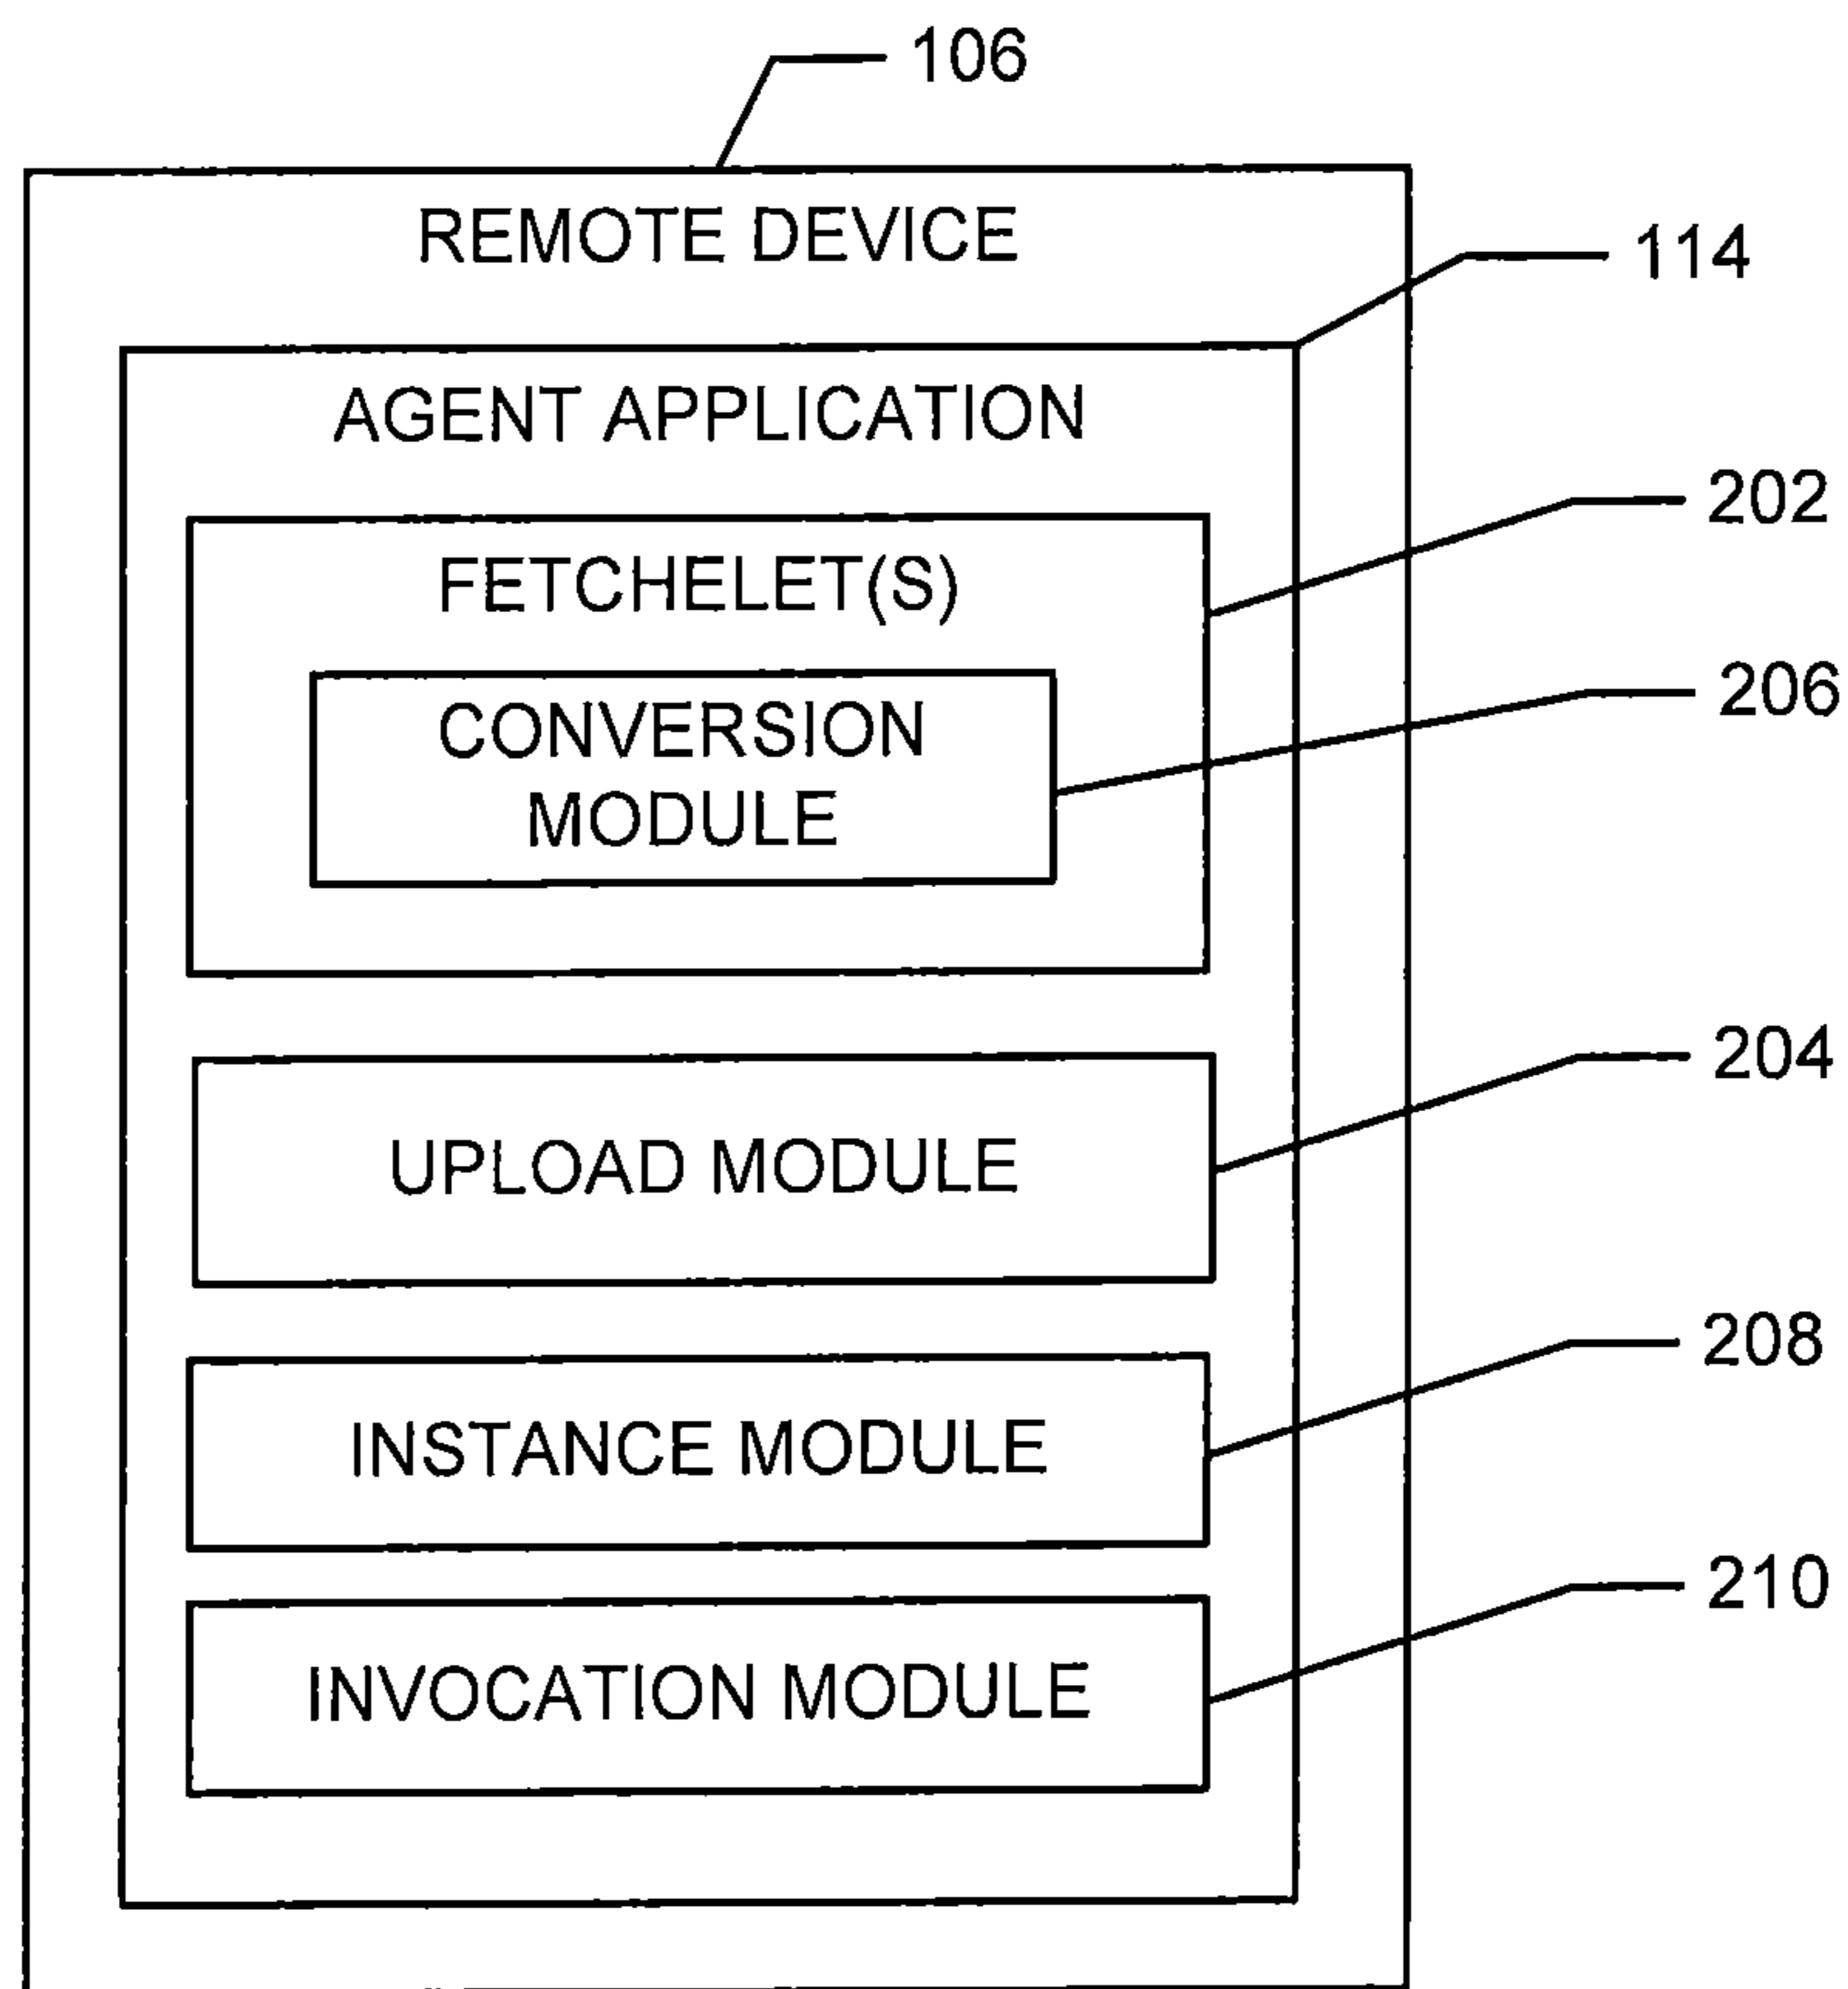 106
REMOTE DEVICE
114
AGENT APPLICATION
202
FETCHELET(S)
206
CONVERSION
MODULE
204
UPLOAD MODULE
208
INSTANCE MODULE
210
INVOCATION MODULE